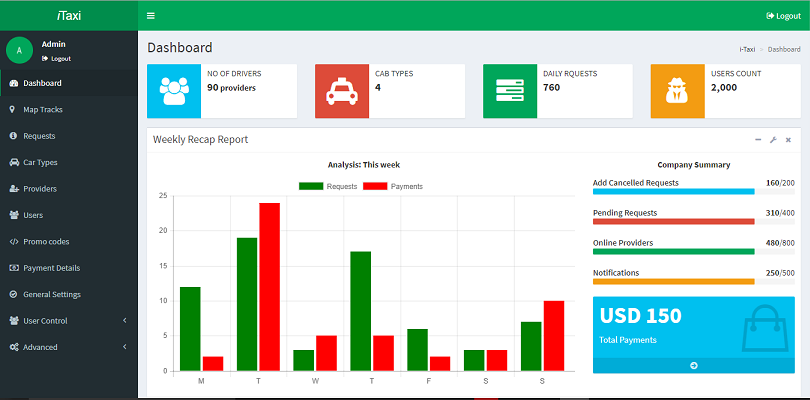 iTaxi
Logout
A
Admin
Logout
Dashboard
Map Tracks
Requests
Car Types
Providers
Users
Promo codes
Payment Details
General Settings
User Control
Advanced
Dashboard
i-Taxi > Dashboard
NO OF DRIVERS
90 providers
CAB TYPES
4
DAILY RQUESTS
760
USERS COUNT
2,000
Weekly Recap Report
Analysis: This week
Requests Payments
25
20
15
10
5
0
M T W T F S S
Company Summary
Add Cancelled Requests 160/200
Pending Requests 310/400
Online Providers 480/800
Notifications 250/500
USD 150
Total Payments